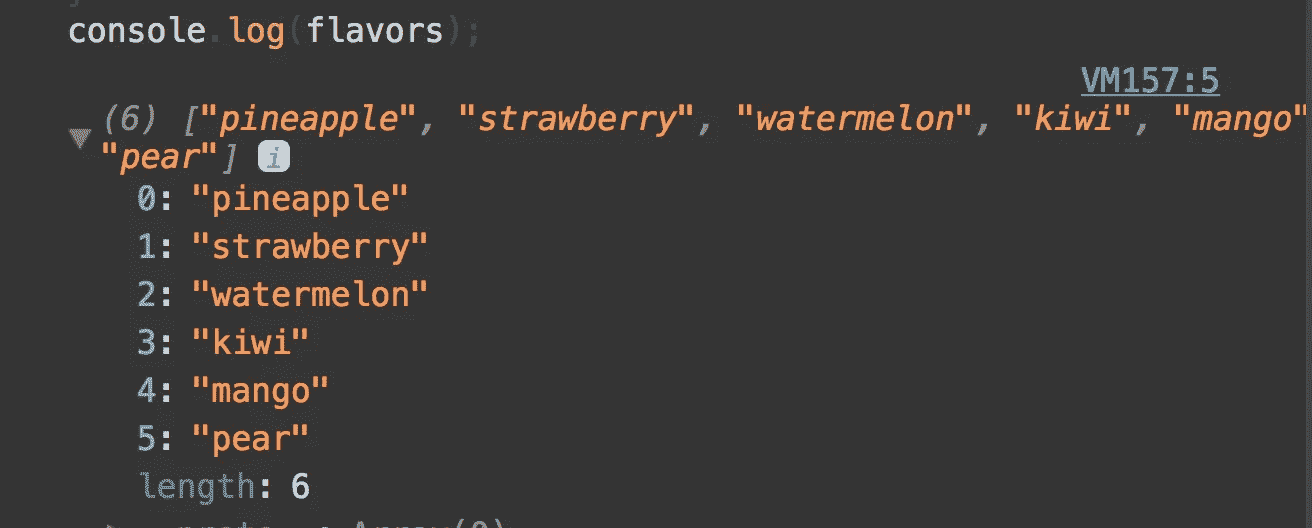 console.log(flavors);
VM157:5
(6) ["pineapple", "strawberry", "watermelon", "kiwi", "mango"
"pear"] i
0: "pineapple"
1: "strawberry"
2: "watermelon"
3: "kiwi"
4: "mango"
5: "pear"
length: 6